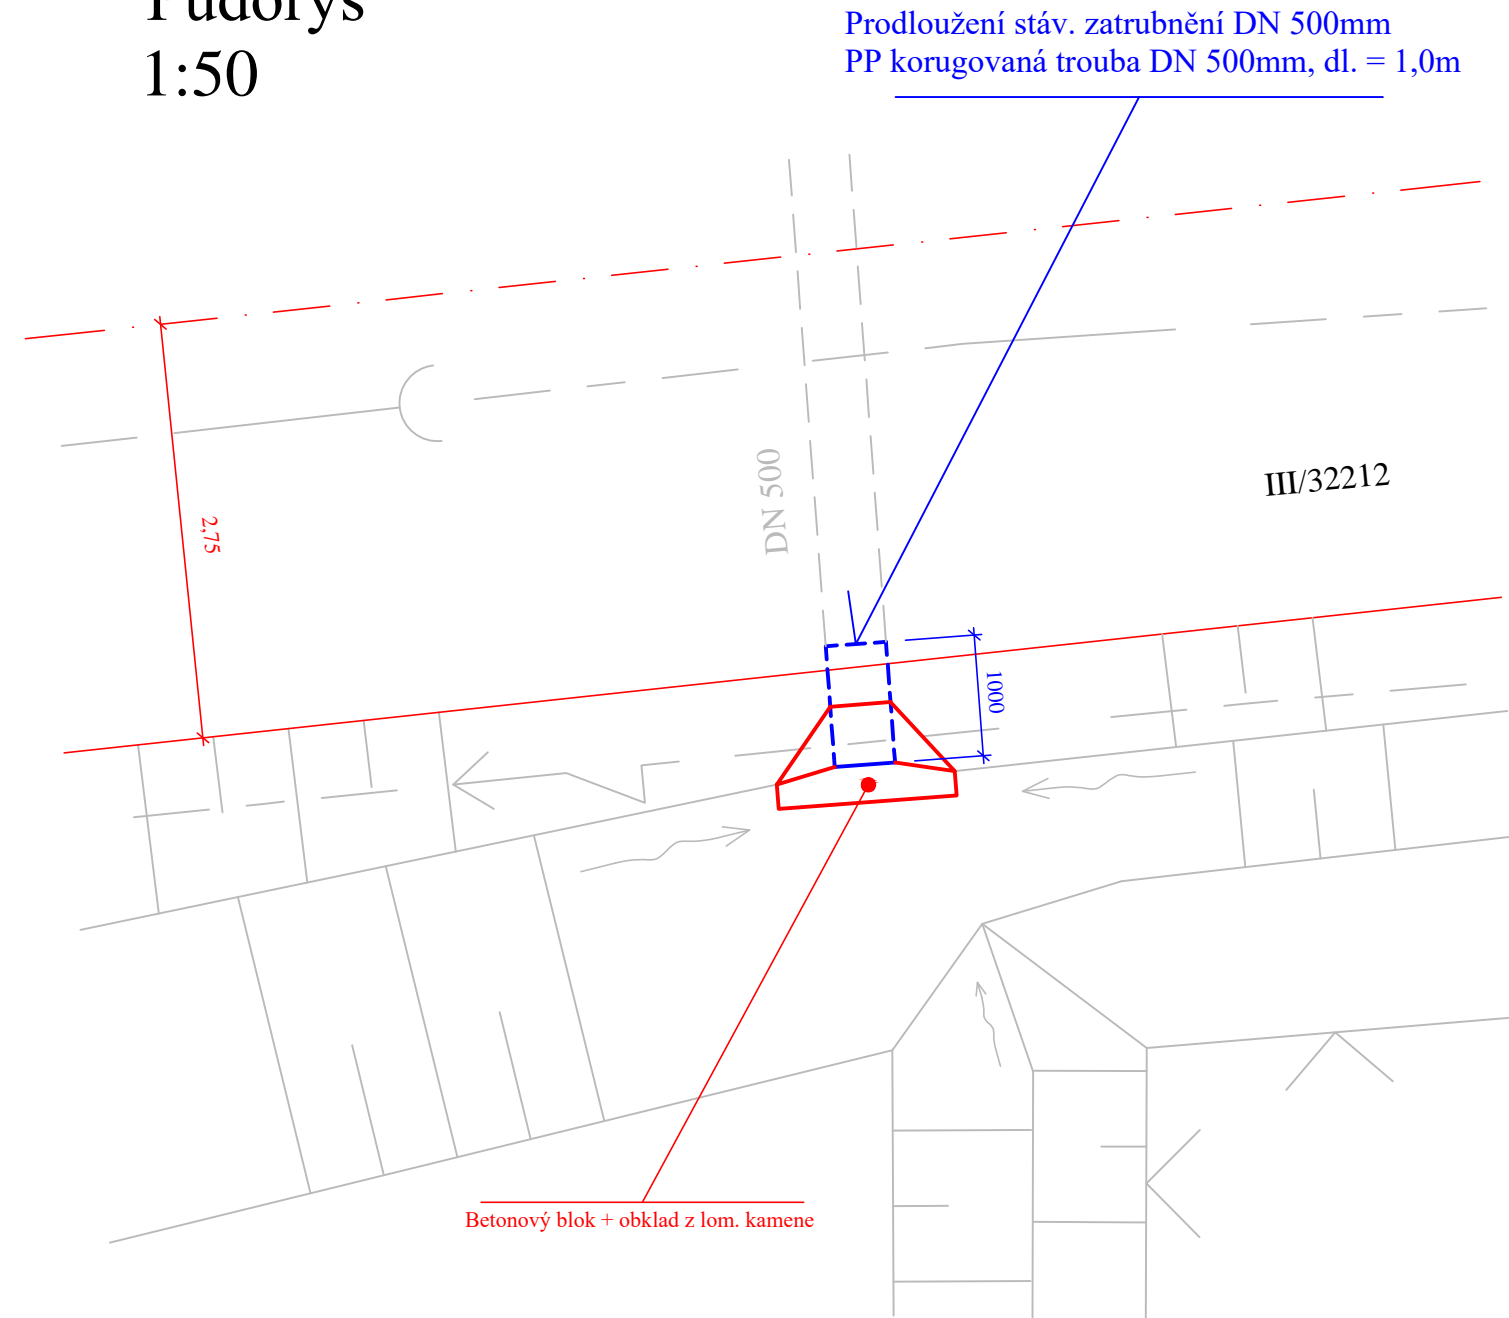 Půdorys
1:50
Prodloužení stáv. zatrubnění DN 500mm
PP korugovaná trouba DN 500mm, dl. = 1,0m
DN 500
III/32212
2,75
1000
Betonový blok + obklad z lom. kamene